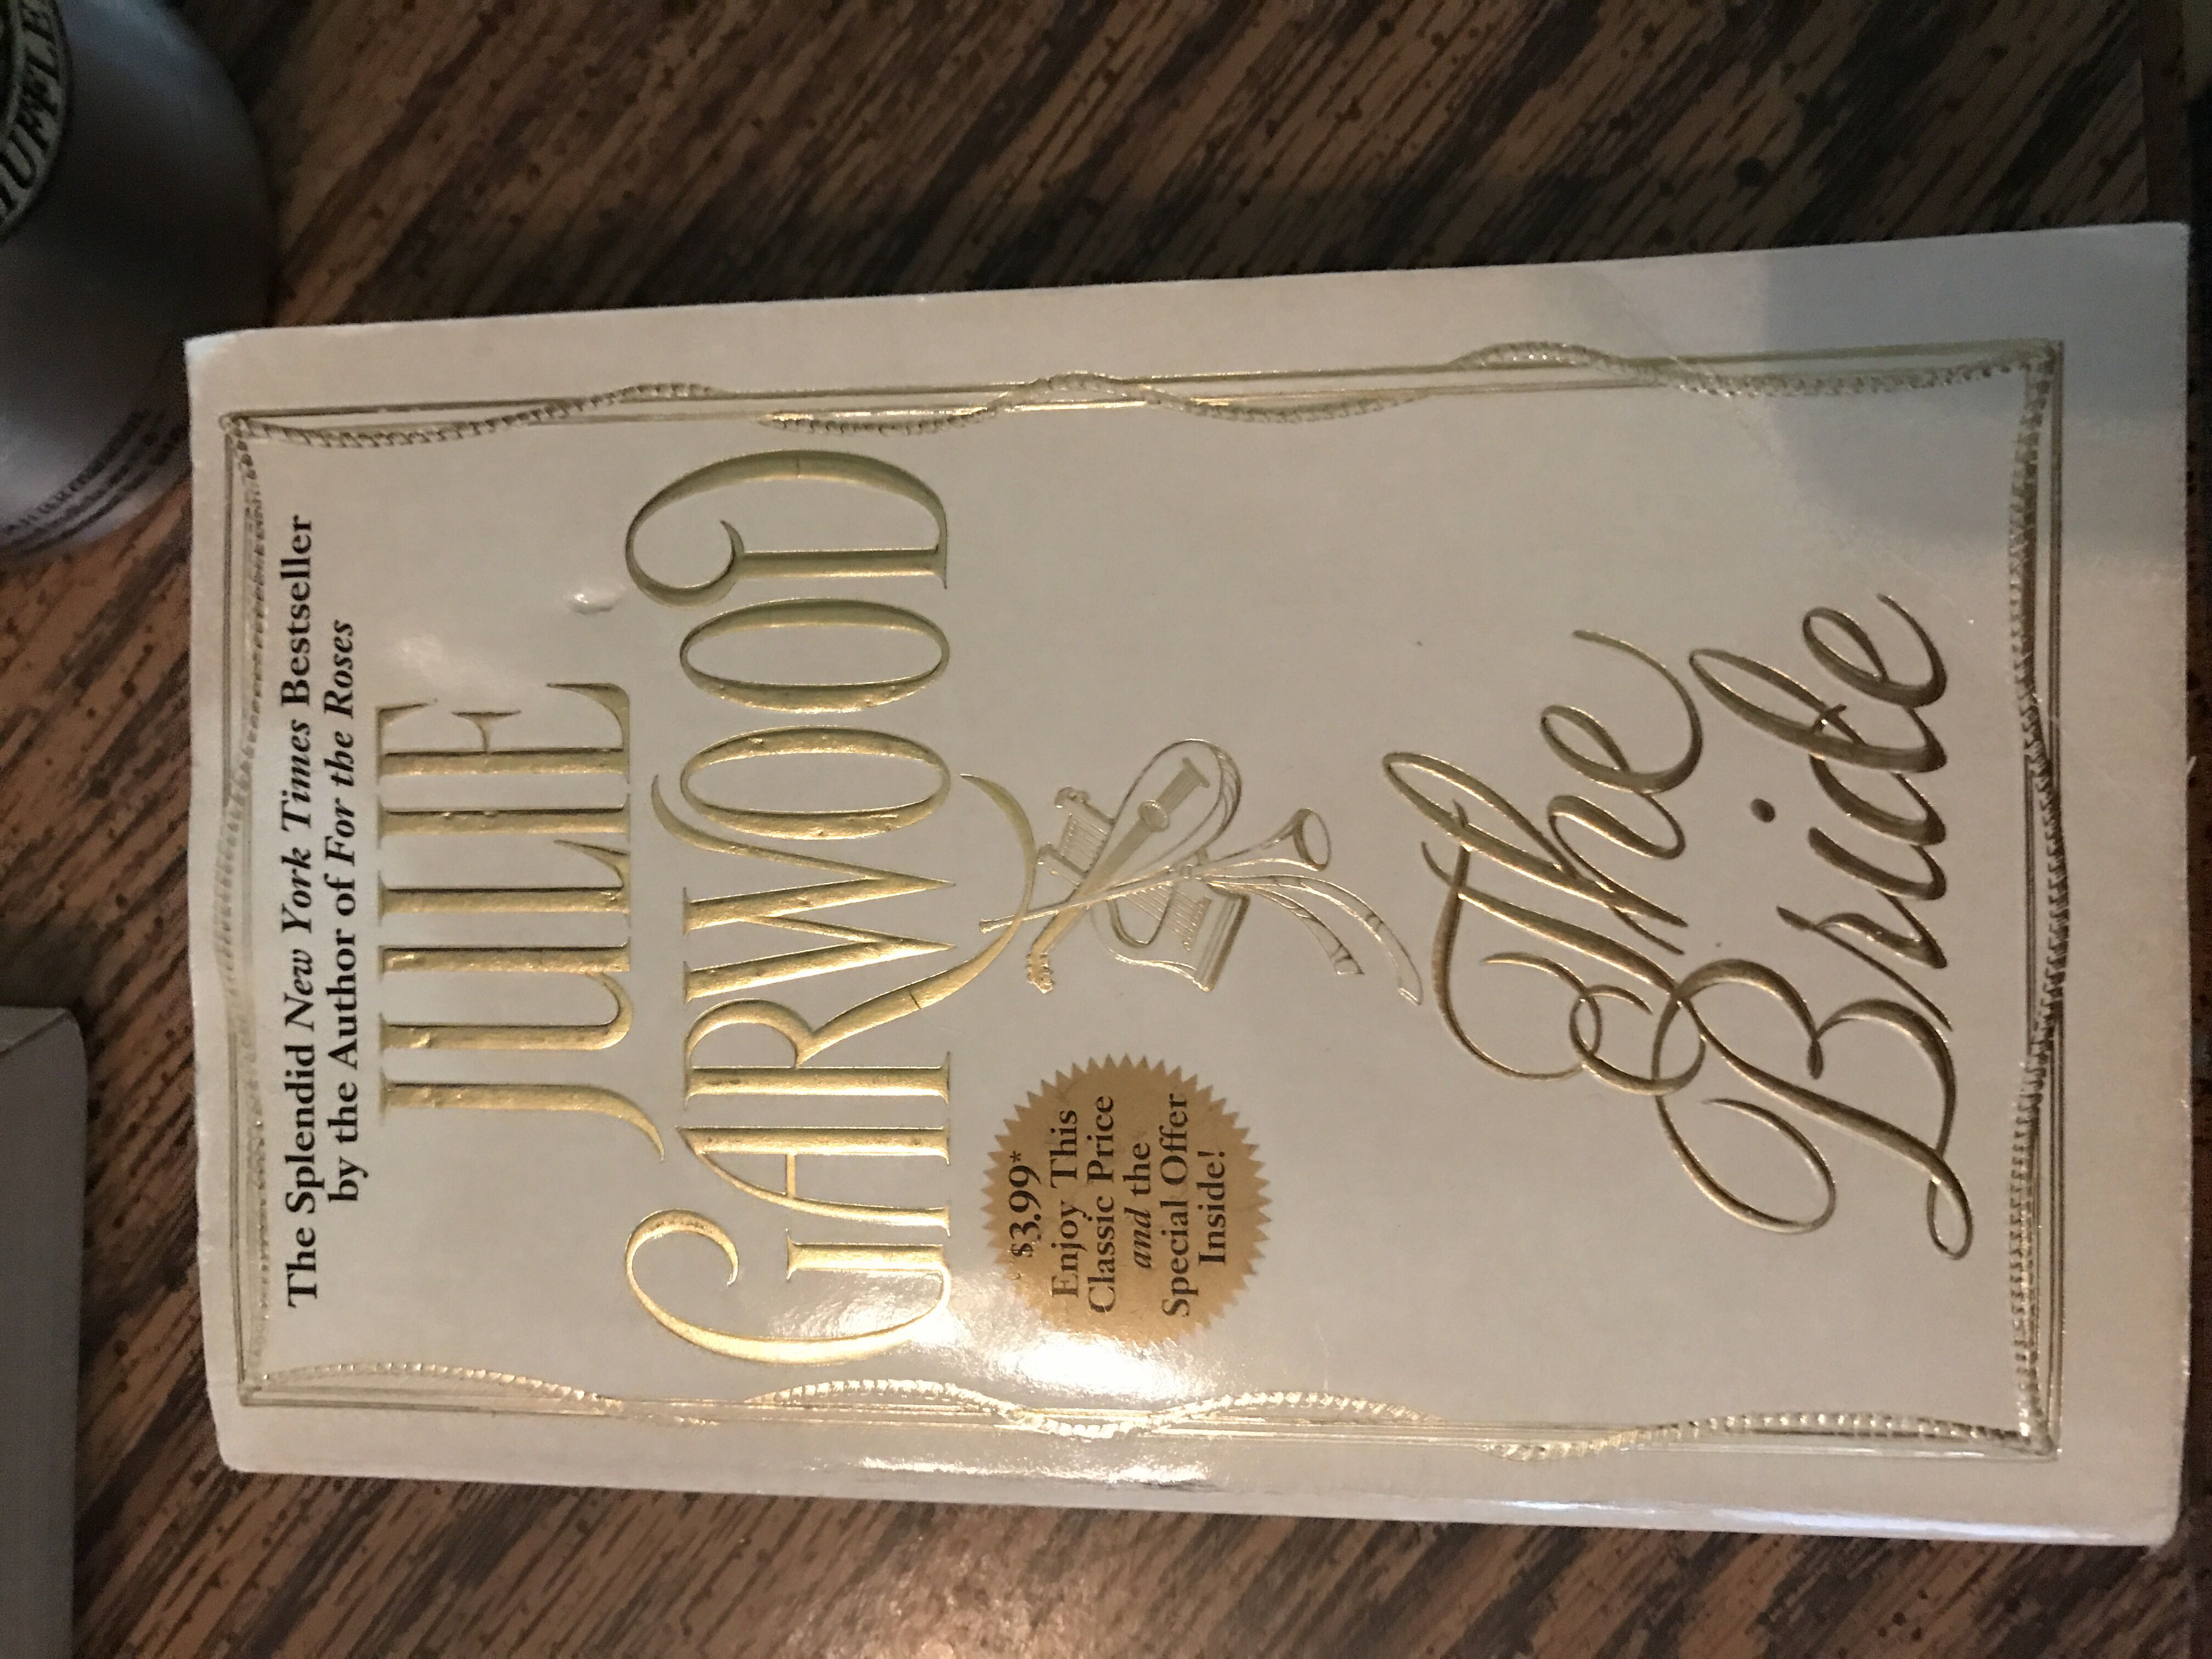 The Splendid New York Times Bestseller
by the Author of For the Roses
JULIE
GARWOOD
$3.99*
Enjoy This
Classic Price
and the
Special Offer
Inside!
The
Bride